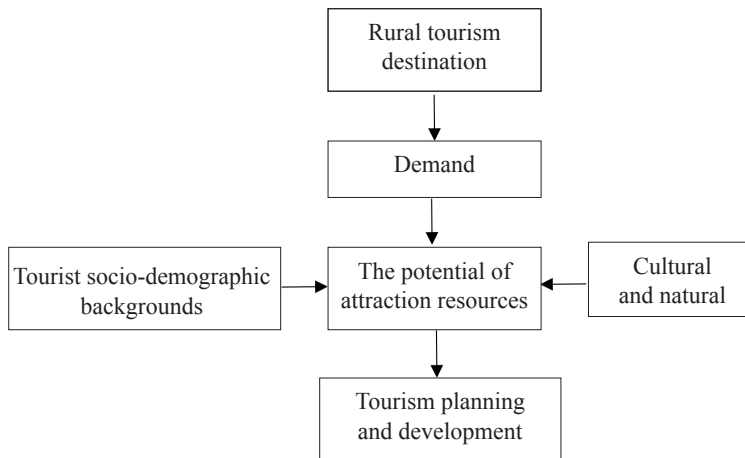 Rural tourism
destination
Demand
Tourist socio-demographic
backgrounds
The potential of
attraction resources
Cultural
and natural
Tourism planning
and development